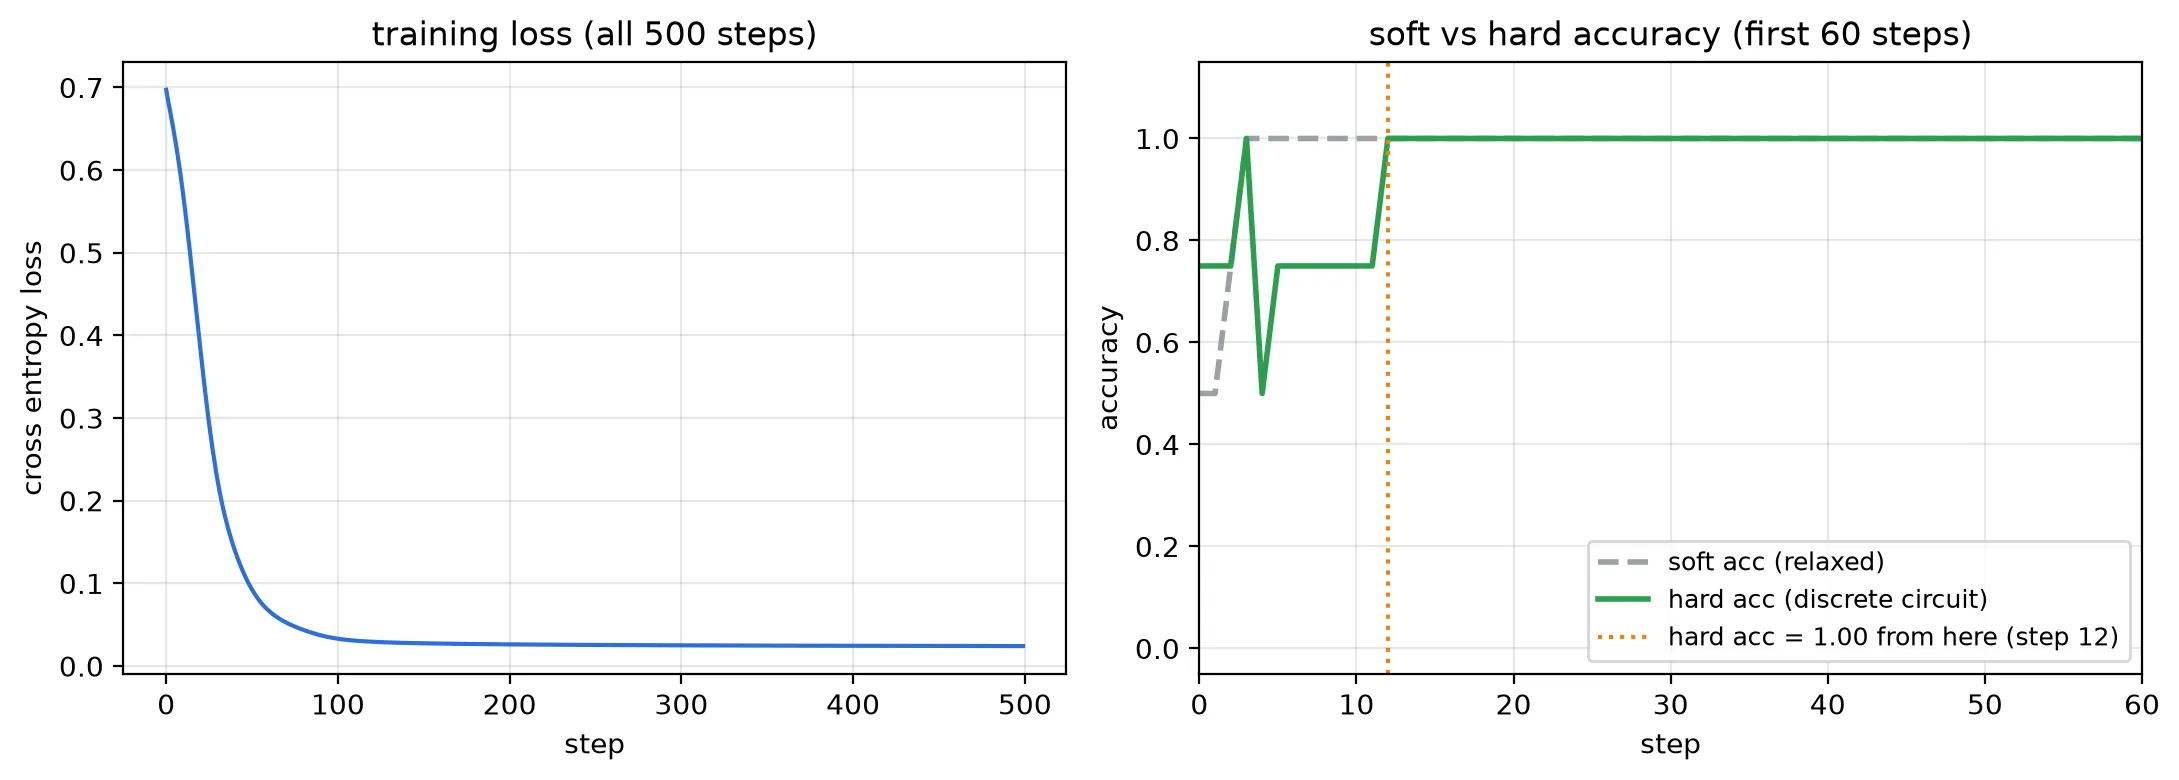 training loss (all 500 steps)
cross entropy loss
0.7
0.6
0.5
0.4
0.3
0.2
0.1
0.0
0 100 200 300 400 500
step
soft vs hard accuracy (first 60 steps)
accuracy
1.0
0.8
0.6
0.4
0.2
0.0
soft acc (relaxed)
hard acc (discrete circuit)
hard acc = 1.00 from here (step 12)
0 10 20 30 40 50 60
step